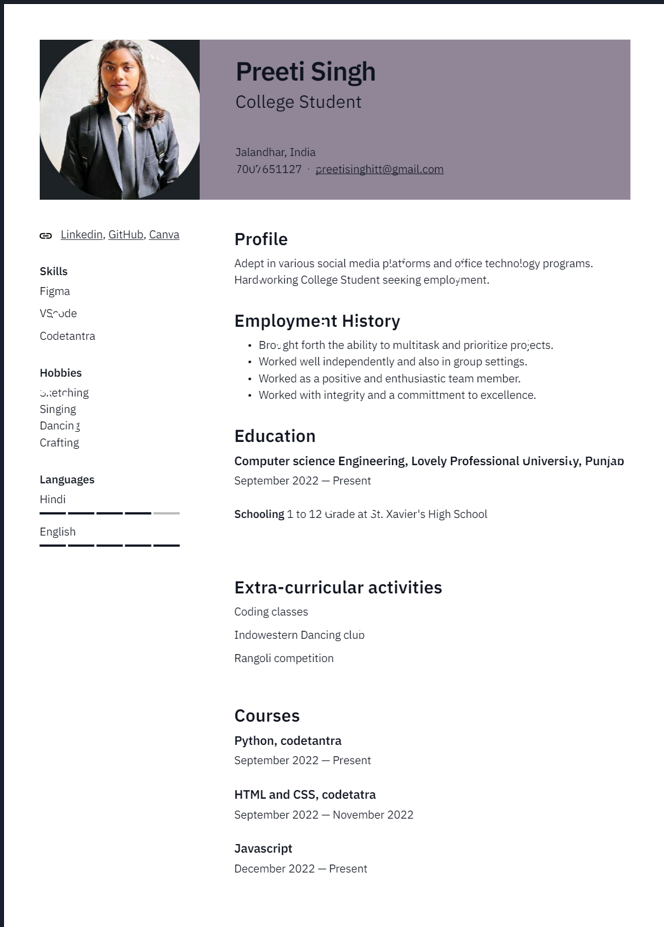 Preeti Singh
College Student
Jalandhar, India
7007651127 · preetisinghitt@gmail.com
Linkedin, GitHub, Canva
Skills
Figma
VScode
Codetantra
Hobbies
Sketching
Singing
Dancing
Crafting
Languages
Hindi
English
Profile
Adept in various social media platforms and office technology programs.
Hardworking College Student seeking employment.
Employment History
• Brought forth the ability to multitask and prioritize projects.
• Worked well independently and also in group settings.
• Worked as a positive and enthusiastic team member.
• Worked with integrity and a committment to excellence.
Education
Computer science Engineering, Lovely Professional University, Punjab
September 2022 — Present
Schooling 1 to 12 Grade at St. Xavier's High School
Extra-curricular activities
Coding classes
Indowestern Dancing club
Rangoli competition
Courses
Python, codetantra
September 2022 — Present
HTML and CSS, codetatra
September 2022 — November 2022
Javascript
December 2022 — Present